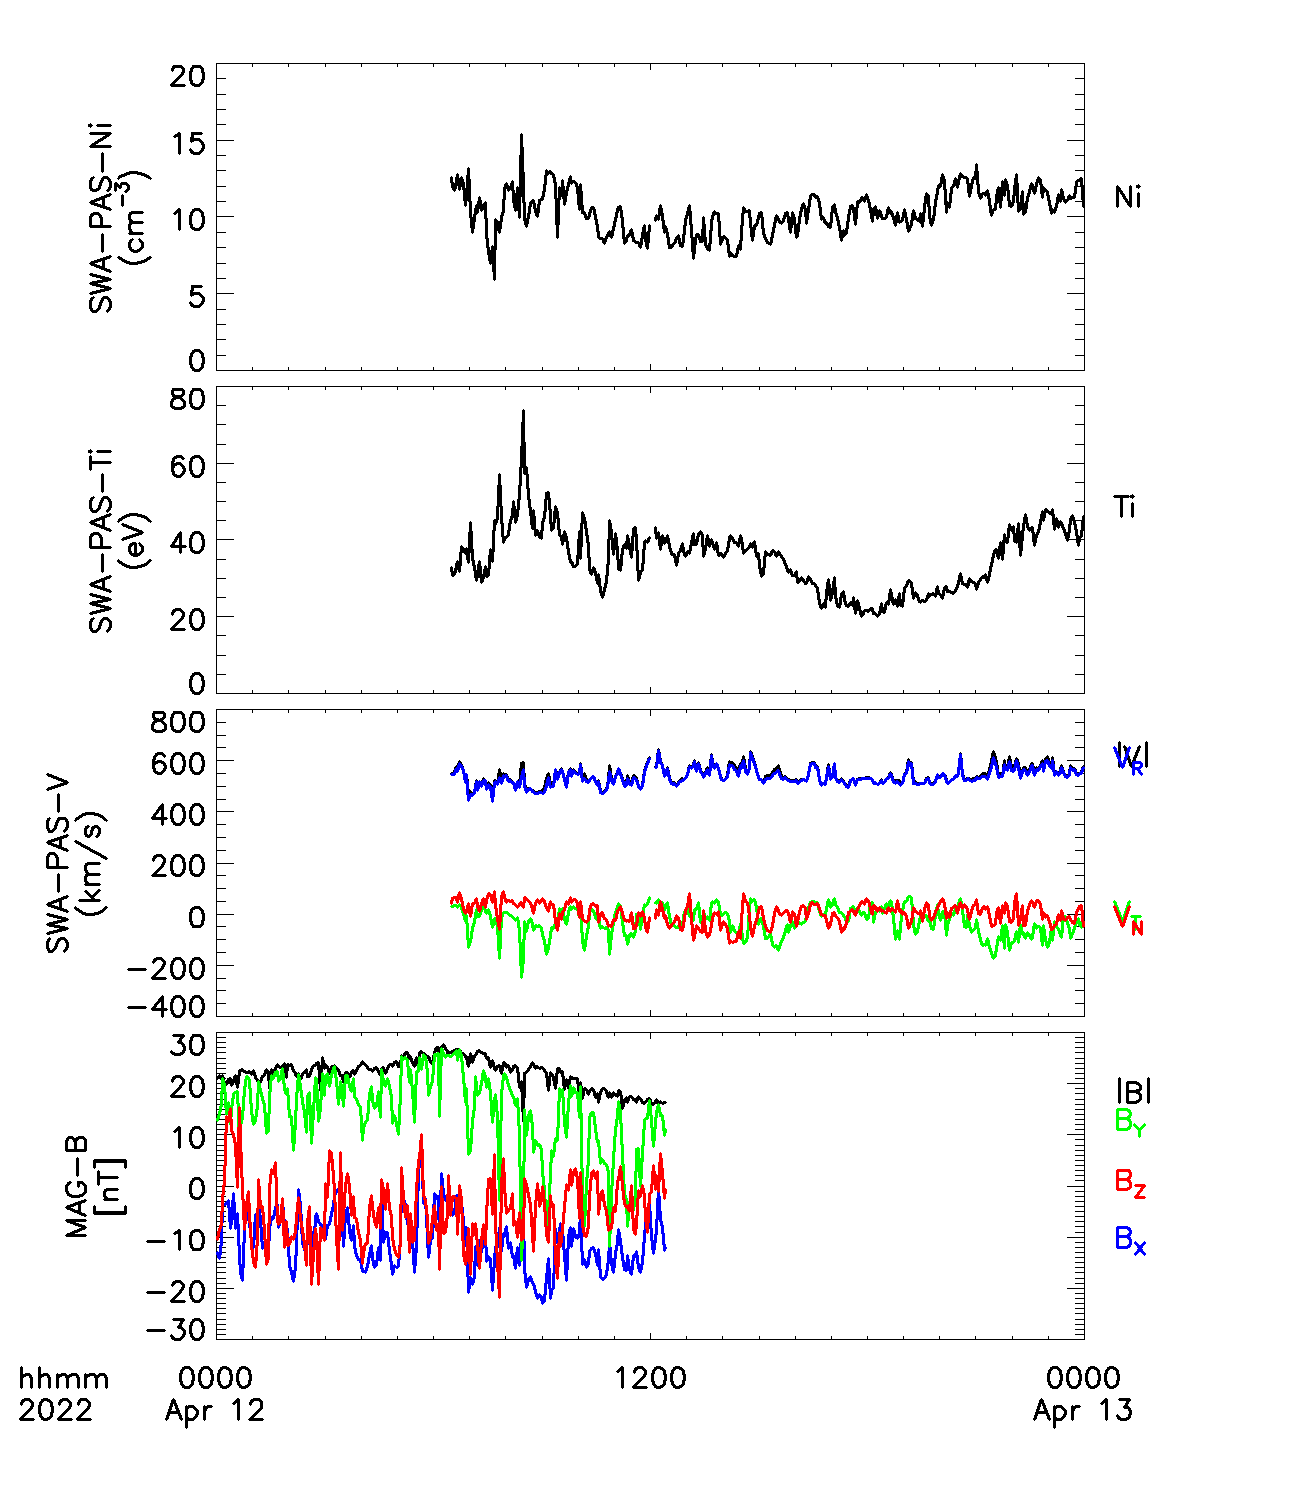 SWA-PAS-Ni
(cm⁻³)
20
15
10
5
0
Ni
SWA-PAS-Ti
(eV)
80
60
40
20
0
Ti
SWA-PAS-V
(km/s)
800
600
400
200
0
-200
-400
|V|
V_R
V_T
V_N
MAG-B
[nT]
30
20
10
0
-10
-20
-30
|B|
B_Y
B_Z
B_X
hhmm 0000 1200 0000
2022 Apr 12 Apr 13